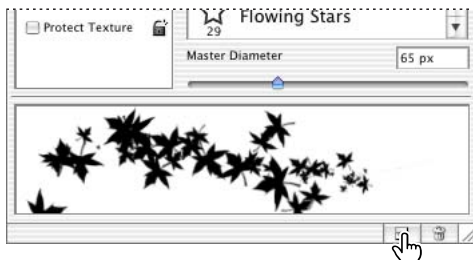 Flowing Stars
Protect Texture
29
Master Diameter
65 px